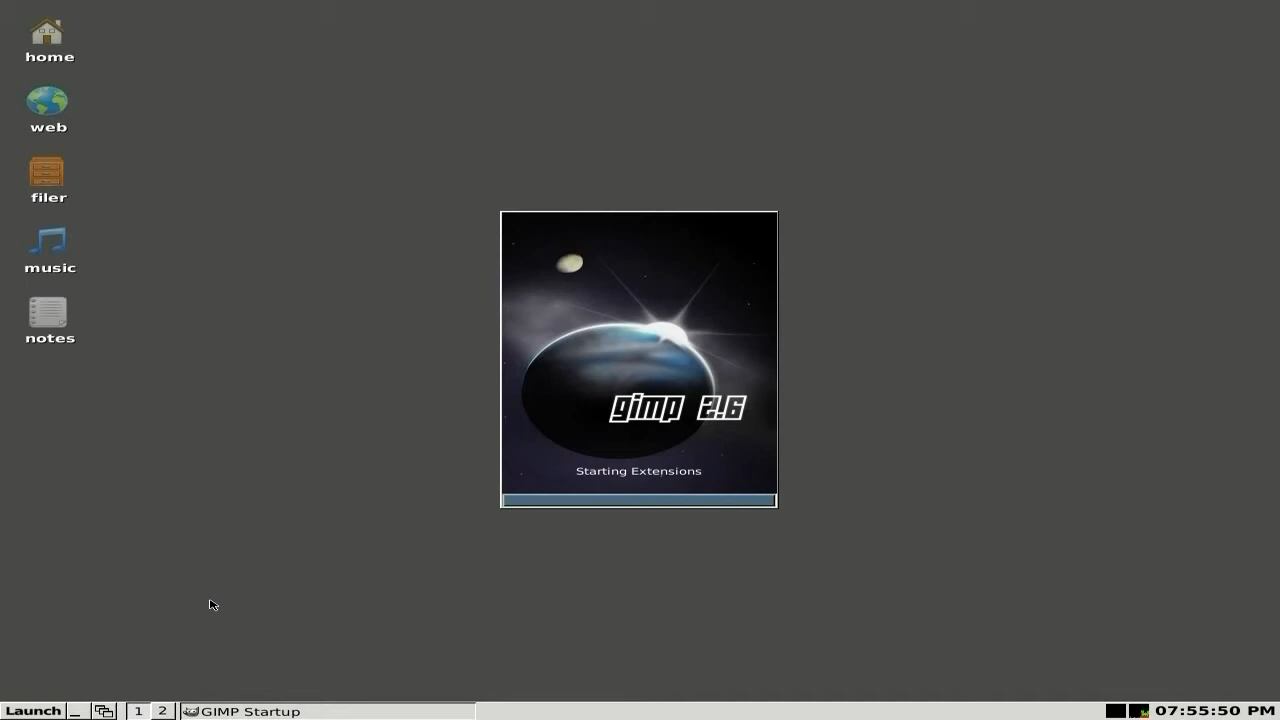 home
web
filer
music
notes
gimp 2.6
Starting Extensions
Launch 1 2 GIMP Startup 07:55:50 PM